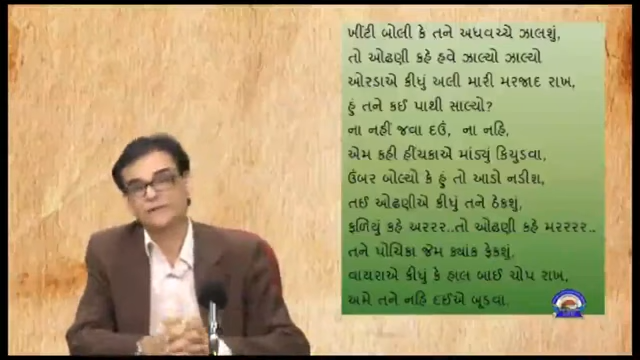 ખીંટી બોલી કે તને અધવચ્ચે ઝાલશું,
તો ઓઢણી કહે હવે ઝાલ્યો ઝાલ્યો
ઓરડાએ કીધું અલી મારી મરજાદ રાખ,
હું તને કઈ પાથી સાલ્યો?
ના નહીં જવા દઉં, ના નહિ,
એમ કહી હીંચકાએ માંડ્યું કિચુડવા,
ઉંબર બોલ્યો કે હું તો આડો નડીશ,
તઈ ઓઢણીએ કીધું તને ઠેકશું,
ફળિયું કહે અરરર..તો ઓઢણી કહે મરરરર..
તને પોચિકા જેમ ક્યાંક ફેકશું,
વાયરાએ કીધું કે હાલ બાઈ ચોપ રાખ,
અમે તને નહિ દઈએ બૂડવા.